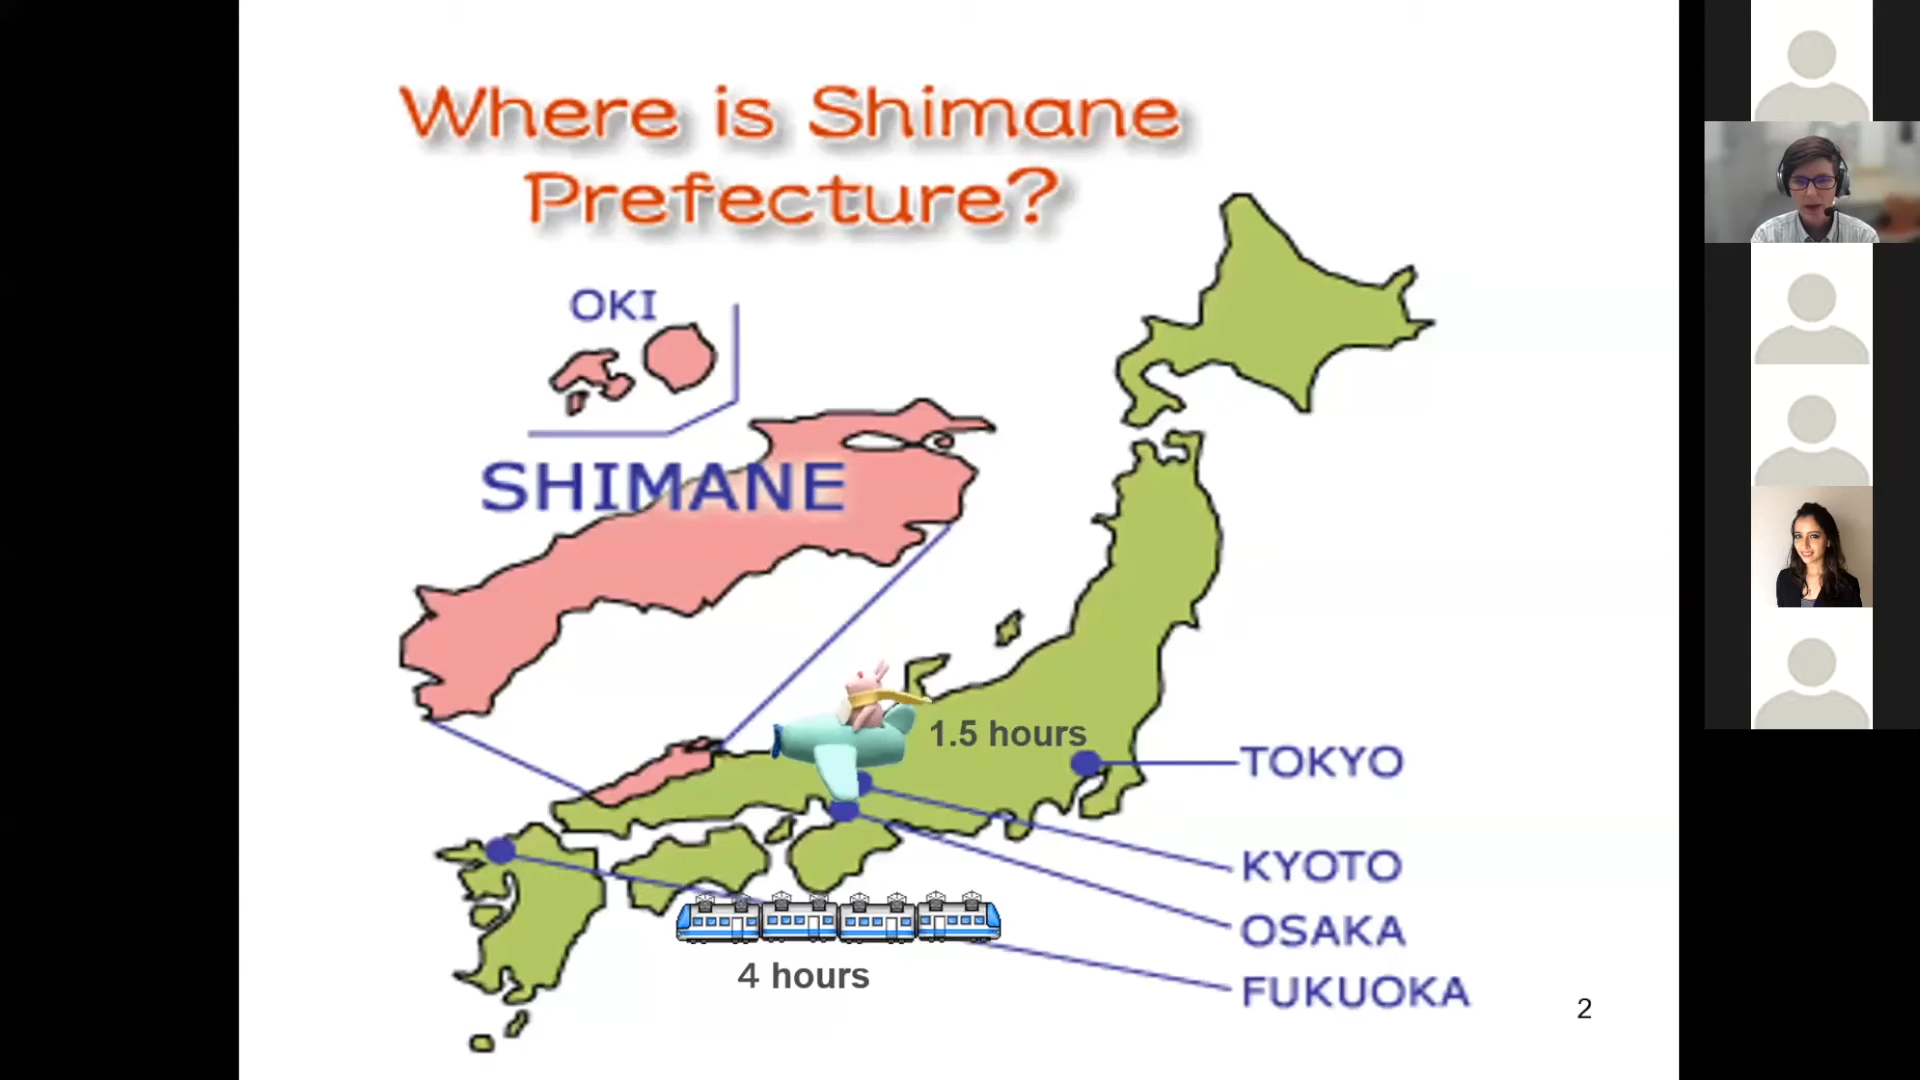 Where is Shimane
Prefecture?
OKI
SHIMANE
1.5 hours
TOKYO
KYOTO
OSAKA
FUKUOKA
4 hours
2